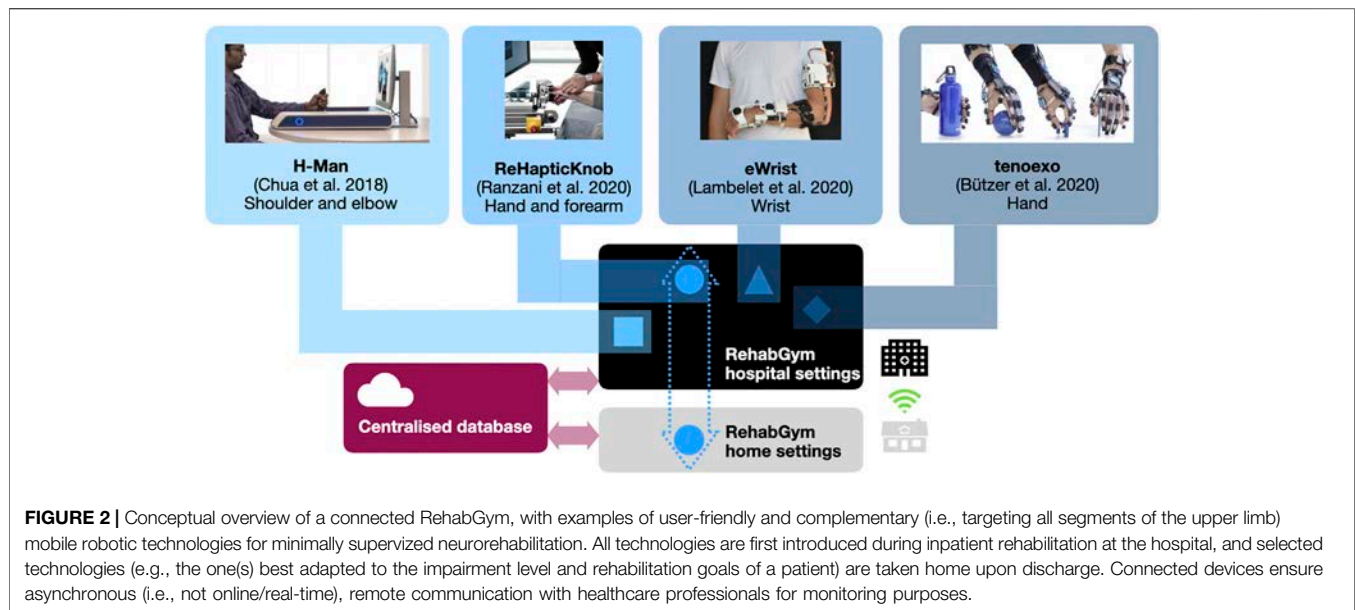 H-Man
(Chua et al. 2018)
Shoulder and elbow
ReHapticKnob
(Ranzani et al. 2020)
Hand and forearm
eWrist
(Lambelet et al. 2020)
Wrist
tenoexo
(Bützer et al. 2020)
Hand
RehabGym
hospital settings
Centralised database
RehabGym
home settings
FIGURE 2 | Conceptual overview of a connected RehabGym, with examples of user-friendly and complementary (i.e., targeting all segments of the upper limb)
mobile robotic technologies for minimally supervized neurorehabilitation. All technologies are first introduced during inpatient rehabilitation at the hospital, and selected
technologies (e.g., the one(s) best adapted to the impairment level and rehabilitation goals of a patient) are taken home upon discharge. Connected devices ensure
asynchronous (i.e., not online/real-time), remote communication with healthcare professionals for monitoring purposes.